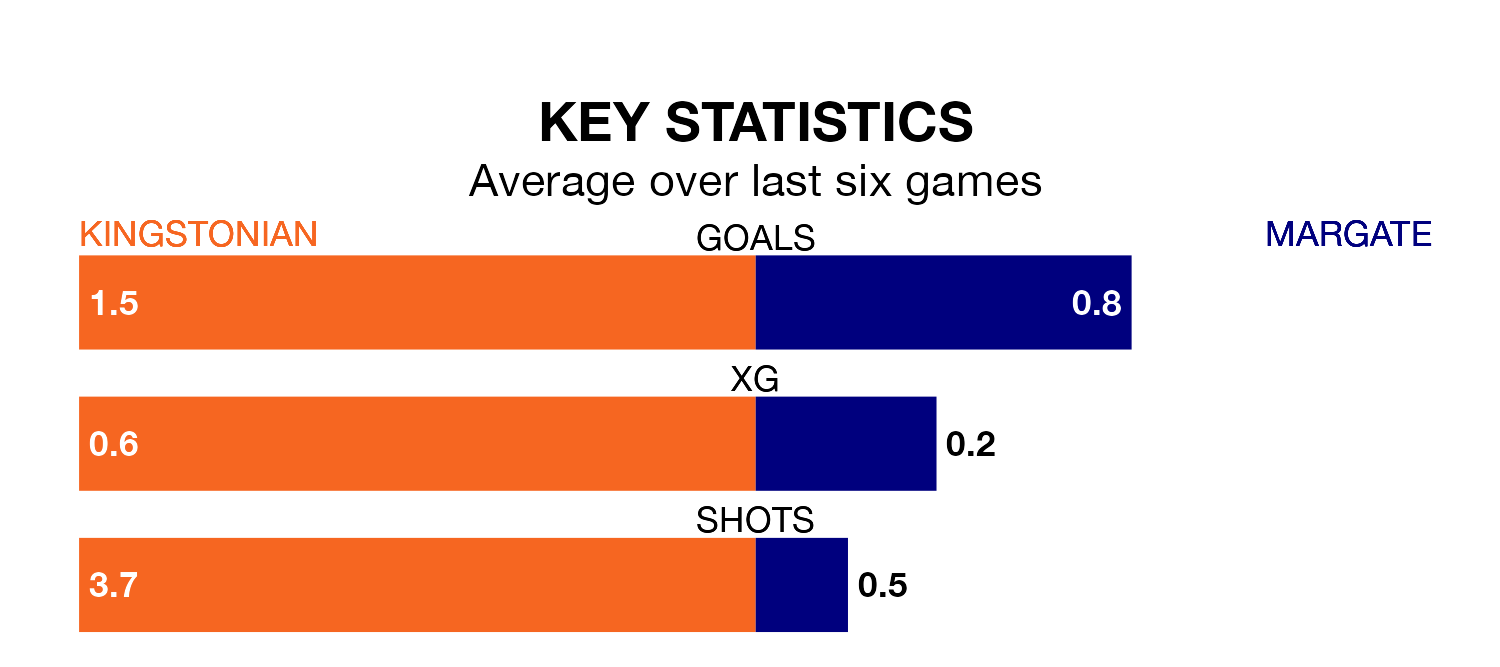 KEY STATISTICS
Average over last six games
KINGSTONIAN
MARGATE
GOALS
1.5
0.8
XG
0.6
0.2
SHOTS
3.7
0.5